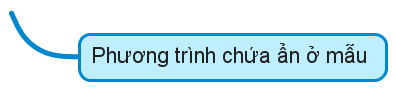 Phương trình chứa ẩn ở mẫu